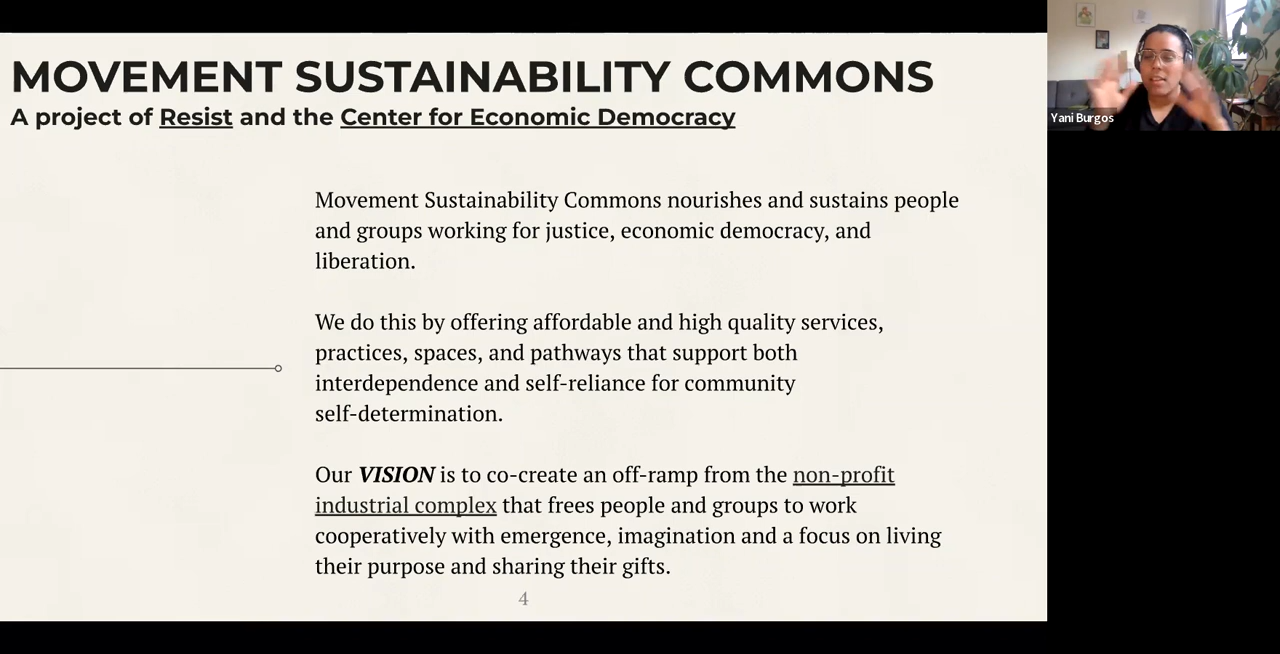 MOVEMENT SUSTAINABILITY COMMONS
A project of Resist and the Center for Economic Democracy
Yani Burgos
Movement Sustainability Commons nourishes and sustains people
and groups working for justice, economic democracy, and
liberation.
We do this by offering affordable and high quality services,
practices, spaces, and pathways that support both
interdependence and self-reliance for community
self-determination.
Our VISION is to co-create an off-ramp from the non-profit
industrial complex that frees people and groups to work
cooperatively with emergence, imagination and a focus on living
their purpose and sharing their gifts.
4